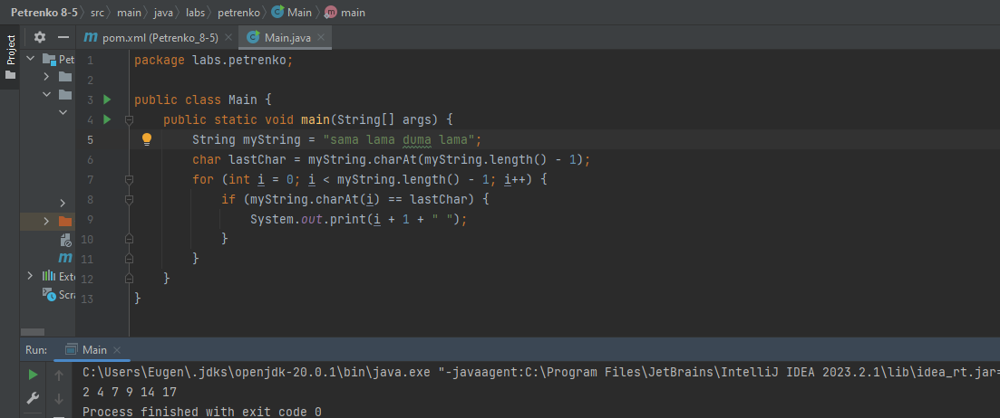 Petrenko 8-5 > src > main > java > labs > petrenko > Main > main
Project
pom.xml (Petrenko_8-5) Main.java
Pet
Exte
Scra
1 package labs.petrenko;
2
3 public class Main {
4 public static void main(String[] args) {
5 String myString = "sama lama duma lama";
6 char lastChar = myString.charAt(myString.length() - 1);
7 for (int i = 0; i < myString.length() - 1; i++) {
8 if (myString.charAt(i) == lastChar) {
9 System.out.print(i + 1 + " ");
10 }
11 }
12 }
13 }
Run: Main
C:\Users\Eugen\.jdks\openjdk-20.0.1\bin\java.exe "-javaagent:C:\Program Files\JetBrains\IntelliJ IDEA 2023.2.1\lib\idea_rt.jar=
2 4 7 9 14 17
Process finished with exit code 0